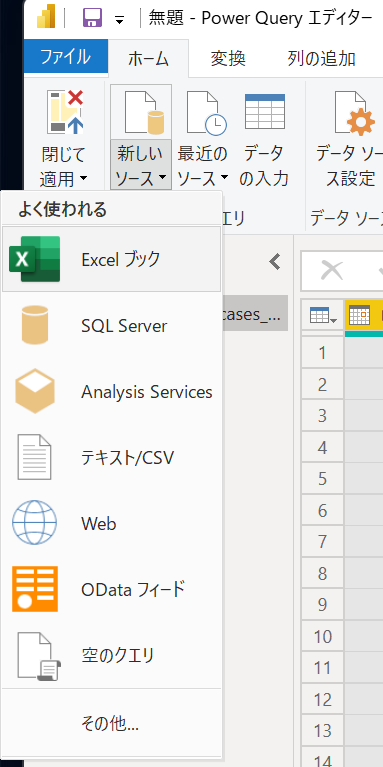 無題 - Power Query エディター
ファイル
ホーム
変換
列の追加
閉じて
適用
新しい
ソース
最近の
ソース
データ
の入力
データ ソー
ス設定
よく使われる
エリ
データ ソース
Excel ブック
SQL Server
cases_...
Analysis Services
テキスト/CSV
Web
OData フィード
空のクエリ
その他...
1
2
3
4
5
6
7
8
9
10
11
12
13
14